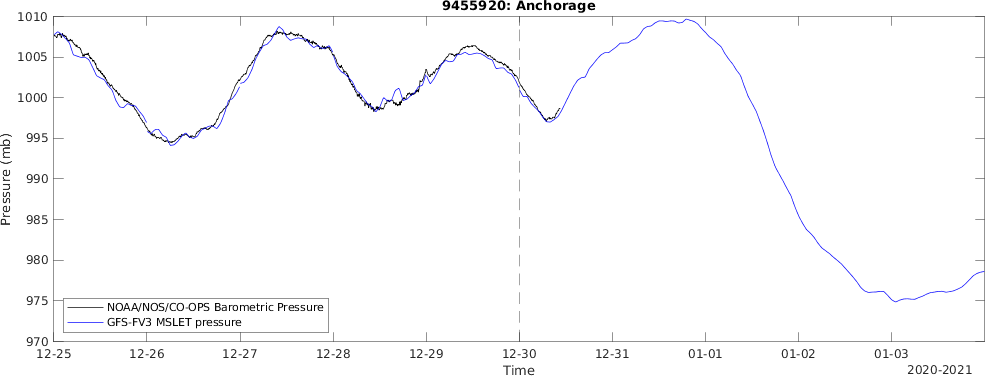 9455920: Anchorage
Pressure (mb)
1010
1005
1000
995
990
985
980
975
970
NOAA/NOS/CO-OPS Barometric Pressure
GFS-FV3 MSLET pressure
12-25 12-26 12-27 12-28 12-29 12-30 12-31 01-01 01-02 01-03
Time
2020-2021